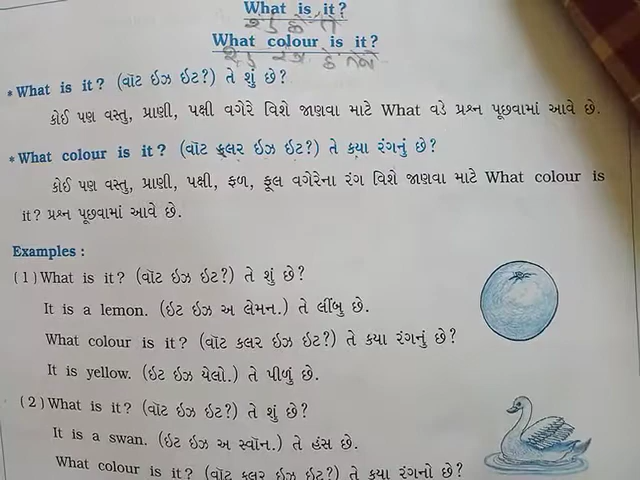 What is it?
શું છે તે
What colour is it?
* What is it? (વૉટ ઇઝ ઇટ?) તે શું છે?
કોઈ પણ વસ્તુ, પ્રાણી, પક્ષી વગેરે વિશે જાણવા માટે What વડે પ્રશ્ન પૂછવામાં આવે છે.
* What colour is it? (વૉટ કલર ઇઝ ઇટ?) તે કયા રંગનું છે?
કોઈ પણ વસ્તુ, પ્રાણી, પક્ષી, ફળ, ફૂલ વગેરેના રંગ વિશે જાણવા માટે What colour is
it? પ્રશ્ન પૂછવામાં આવે છે.
Examples :
(1) What is it? (વૉટ ઇઝ ઇટ?) તે શું છે?
It is a lemon. (ઇટ ઇઝ અ લેમન.) તે લીંબુ છે.
What colour is it? (વૉટ કલર ઇઝ ઇટ?) તે કયા રંગનું છે?
It is yellow. (ઇટ ઇઝ યેલો.) તે પીળું છે.
(2) What is it? (વૉટ ઇઝ ઇટ?) તે શું છે?
It is a swan. (ઇટ ઇઝ અ સ્વૉન.) તે હંસ છે.
What colour is it? (વૉટ કલર ઇઝ ઇટ?) તે કયા રંગનો છે?